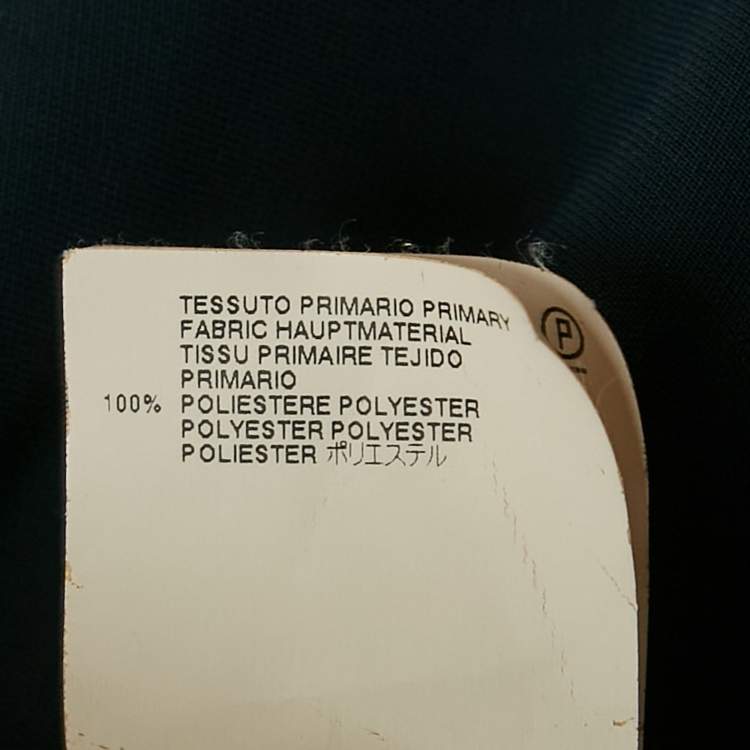 TESSUTO PRIMARIO PRIMARY
FABRIC HAUPTMATERIAL
TISSU PRIMAIRE TEJIDO
PRIMARIO
100% POLIESTERE POLYESTER
POLYESTER POLYESTER
POLIESTER ポリエステル
P